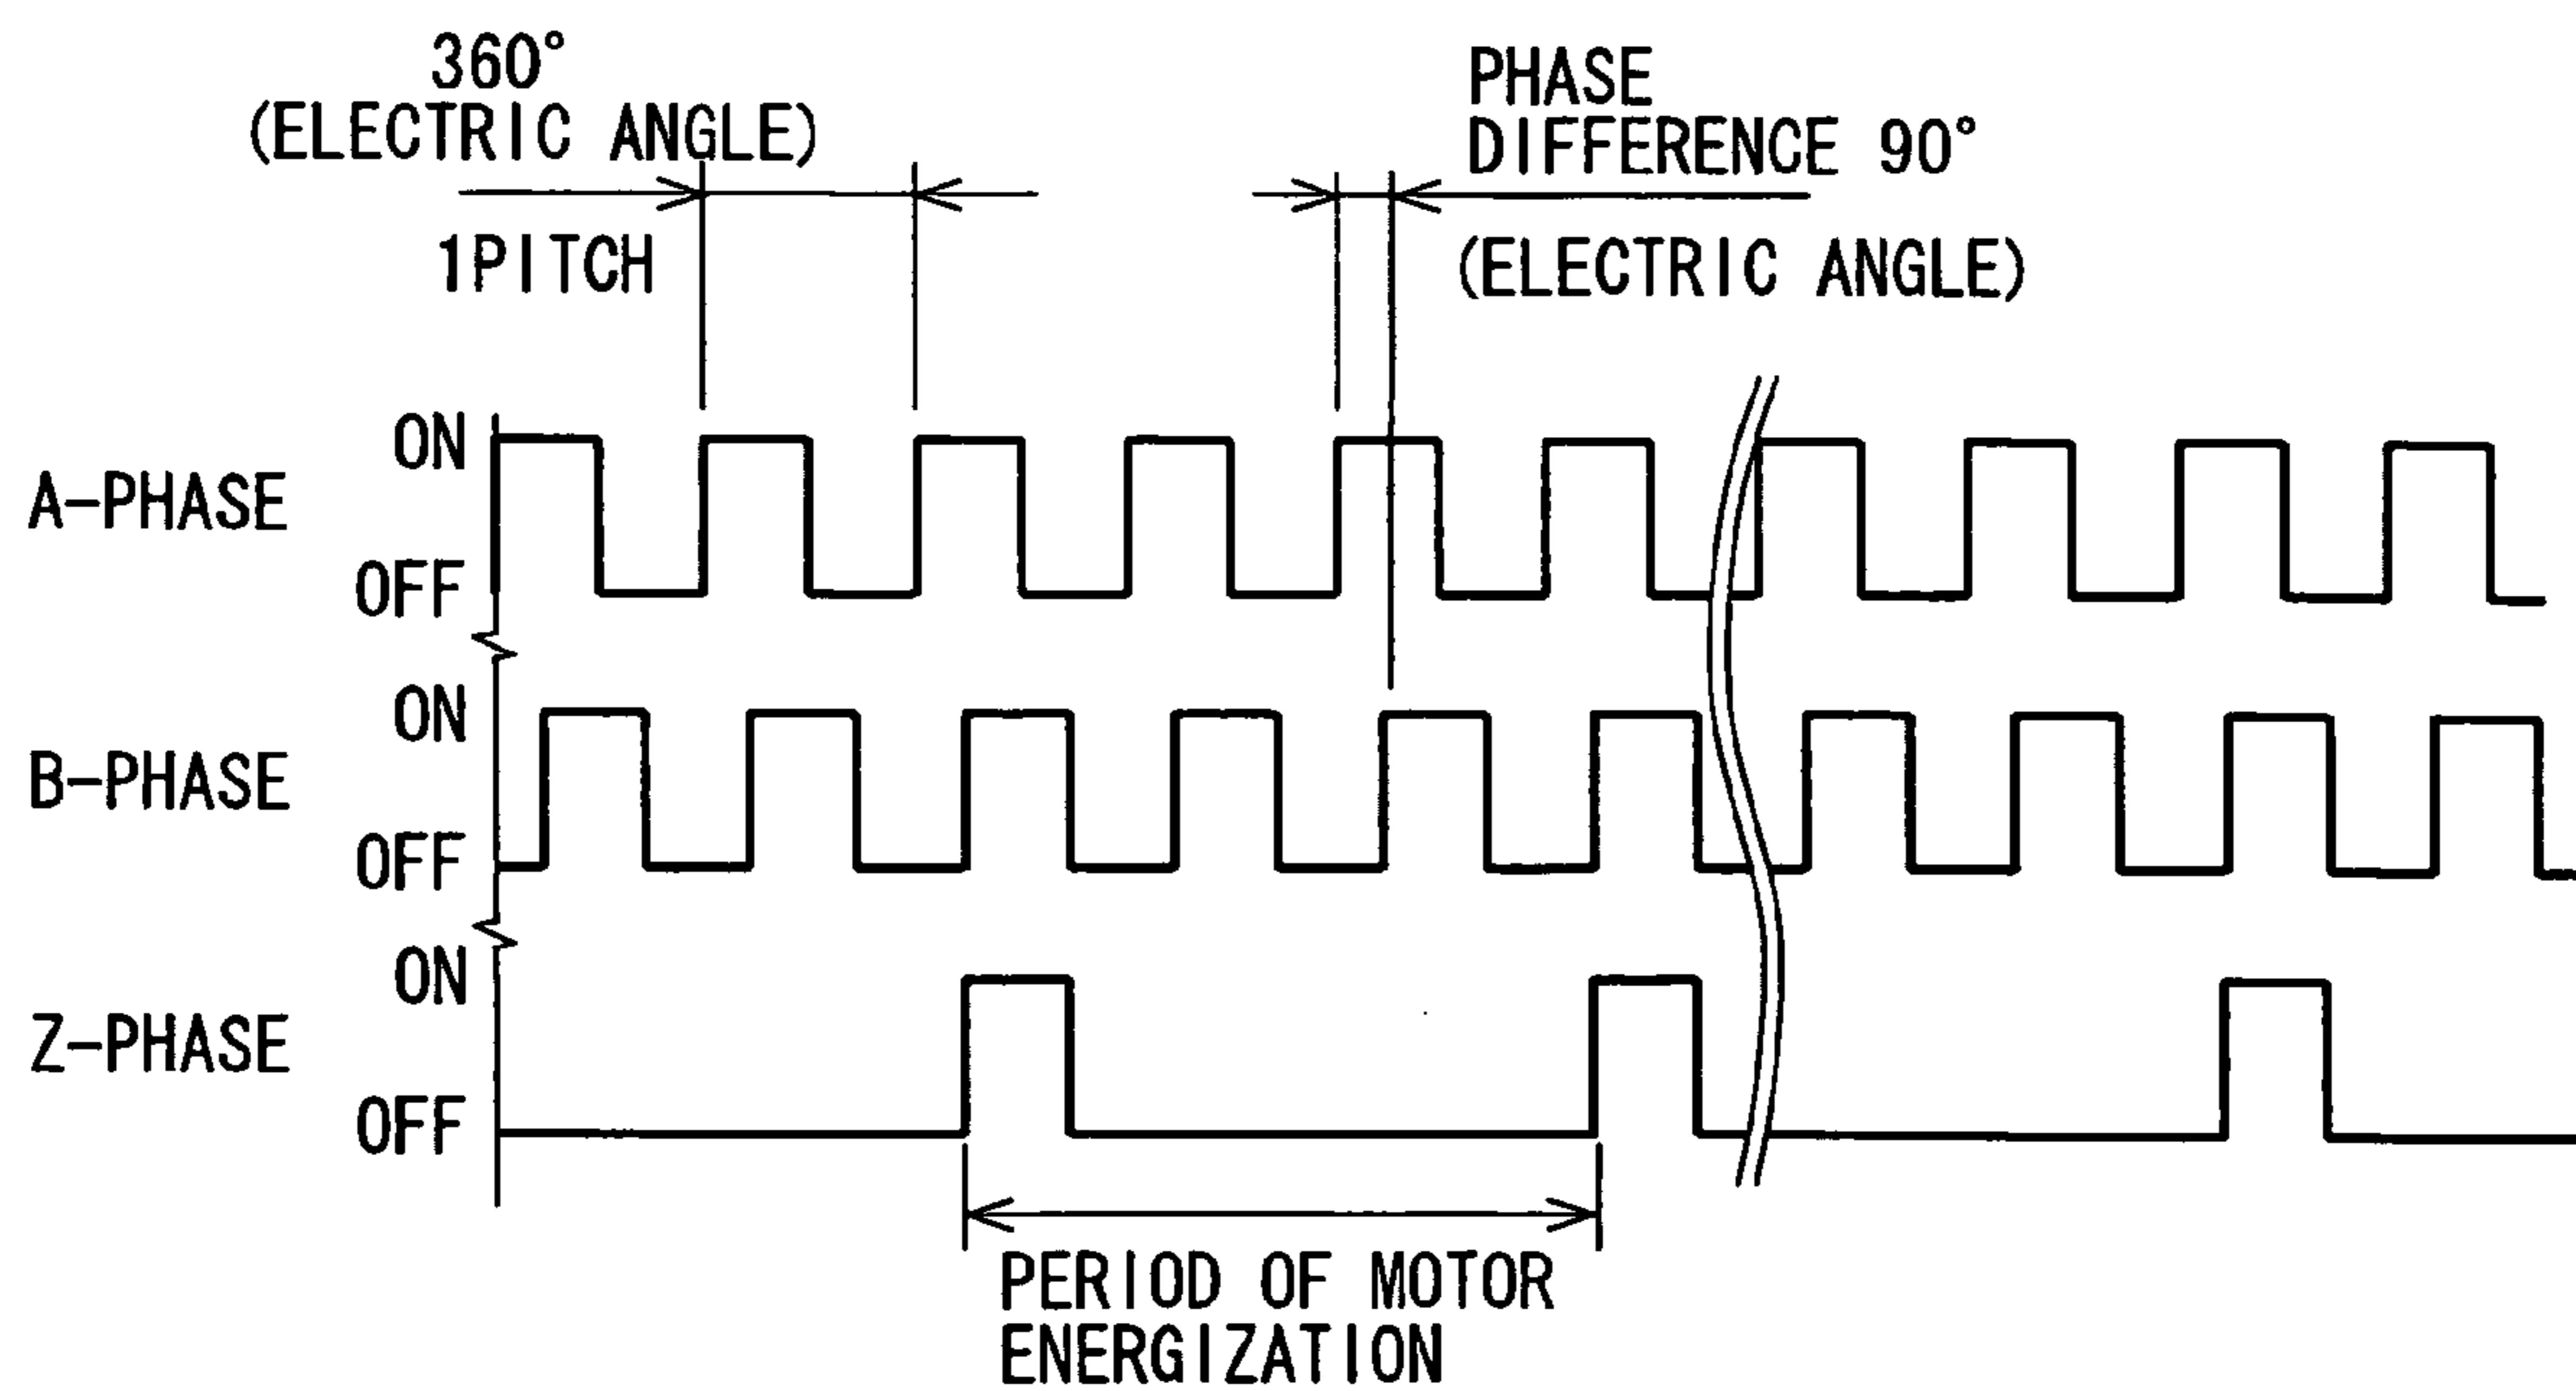 360°
(ELECTRIC ANGLE)
1PITCH
PHASE
DIFFERENCE 90°
(ELECTRIC ANGLE)
A-PHASE
ON
OFF
B-PHASE
ON
OFF
Z-PHASE
ON
OFF
PERIOD OF MOTOR
ENERGIZATION